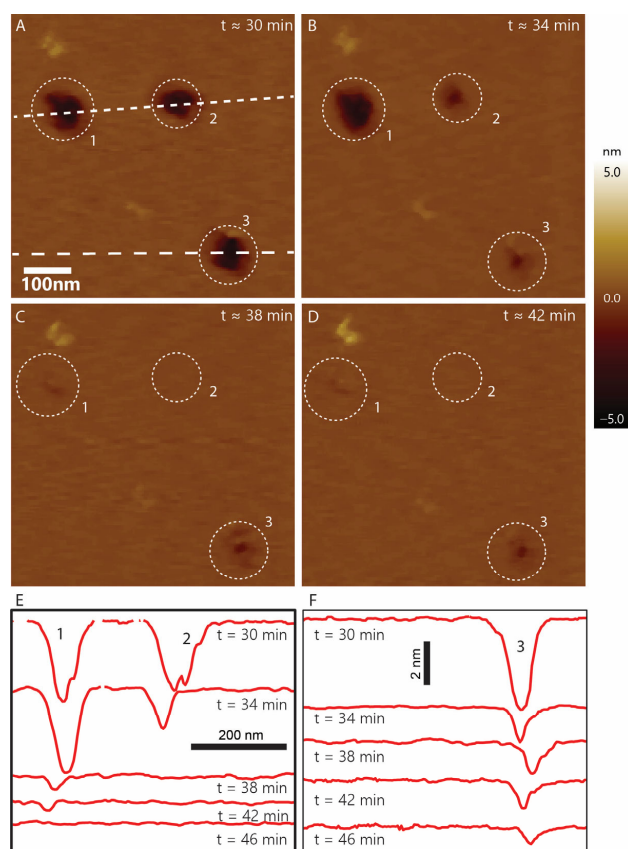 A
t ≈ 30 min
1
2
3
100nm
B
t ≈ 34 min
1
2
3
nm
5.0
0.0
−5.0
C
t ≈ 38 min
1
2
3
D
t ≈ 42 min
1
2
3
E
1
2
t = 30 min
t = 34 min
200 nm
t = 38 min
t = 42 min
t = 46 min
F
t = 30 min
3
2 nm
t = 34 min
t = 38 min
t = 42 min
t = 46 min